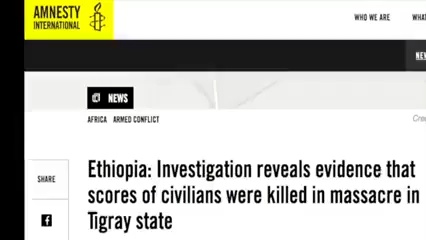 AMNESTY
INTERNATIONAL
WHO WE ARE
NEWS
AFRICA ARMED CONFLICT
Ethiopia: Investigation reveals evidence that
scores of civilians were killed in massacre in
Tigray state
SHARE